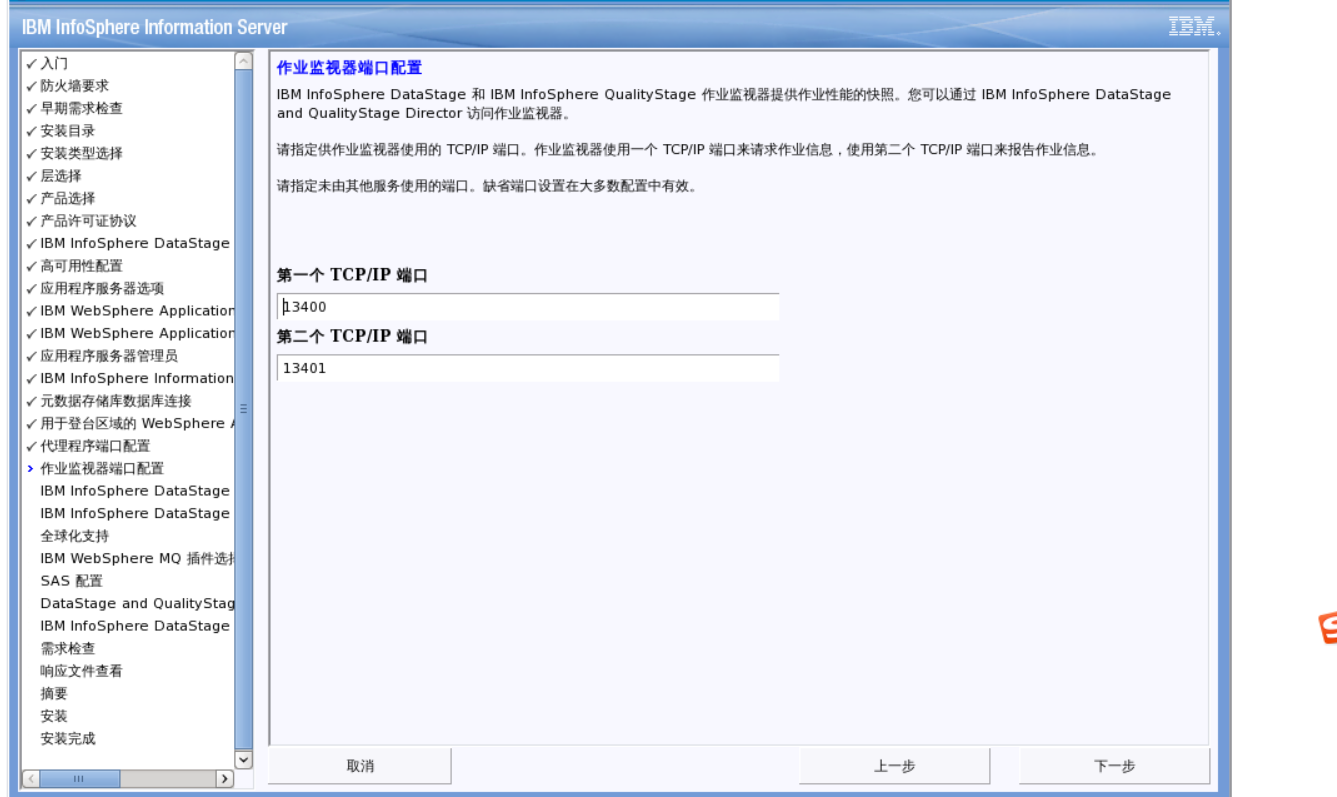 IBM InfoSphere Information Server
IBM.
✓入门
✓防火墙要求
✓早期需求检查
✓安装目录
✓安装类型选择
✓层选择
✓产品选择
✓产品许可证协议
✓IBM InfoSphere DataStage
✓高可用性配置
✓应用程序服务器选项
✓IBM WebSphere Application
✓IBM WebSphere Application
✓应用程序服务器管理员
✓IBM InfoSphere Information
✓元数据存储库数据库连接
✓用于登台区域的 WebSphere
✓代理程序端口配置
作业监视器端口配置
IBM InfoSphere DataStage
IBM InfoSphere DataStage
全球化支持
IBM WebSphere MQ 插件选择
SAS 配置
DataStage and QualityStag
IBM InfoSphere DataStage
需求检查
响应文件查看
摘要
安装
安装完成
作业监视器端口配置
IBM InfoSphere DataStage 和 IBM InfoSphere QualityStage 作业监视器提供作业性能的快照。您可以通过 IBM InfoSphere DataStage
and QualityStage Director 访问作业监视器。
请指定供作业监视器使用的 TCP/IP 端口。作业监视器使用一个 TCP/IP 端口来请求作业信息，使用第二个 TCP/IP 端口来报告作业信息。
请指定未由其他服务使用的端口。缺省端口设置在大多数配置中有效。
第一个 TCP/IP 端口
13400
第二个 TCP/IP 端口
13401
取消
上一步
下一步